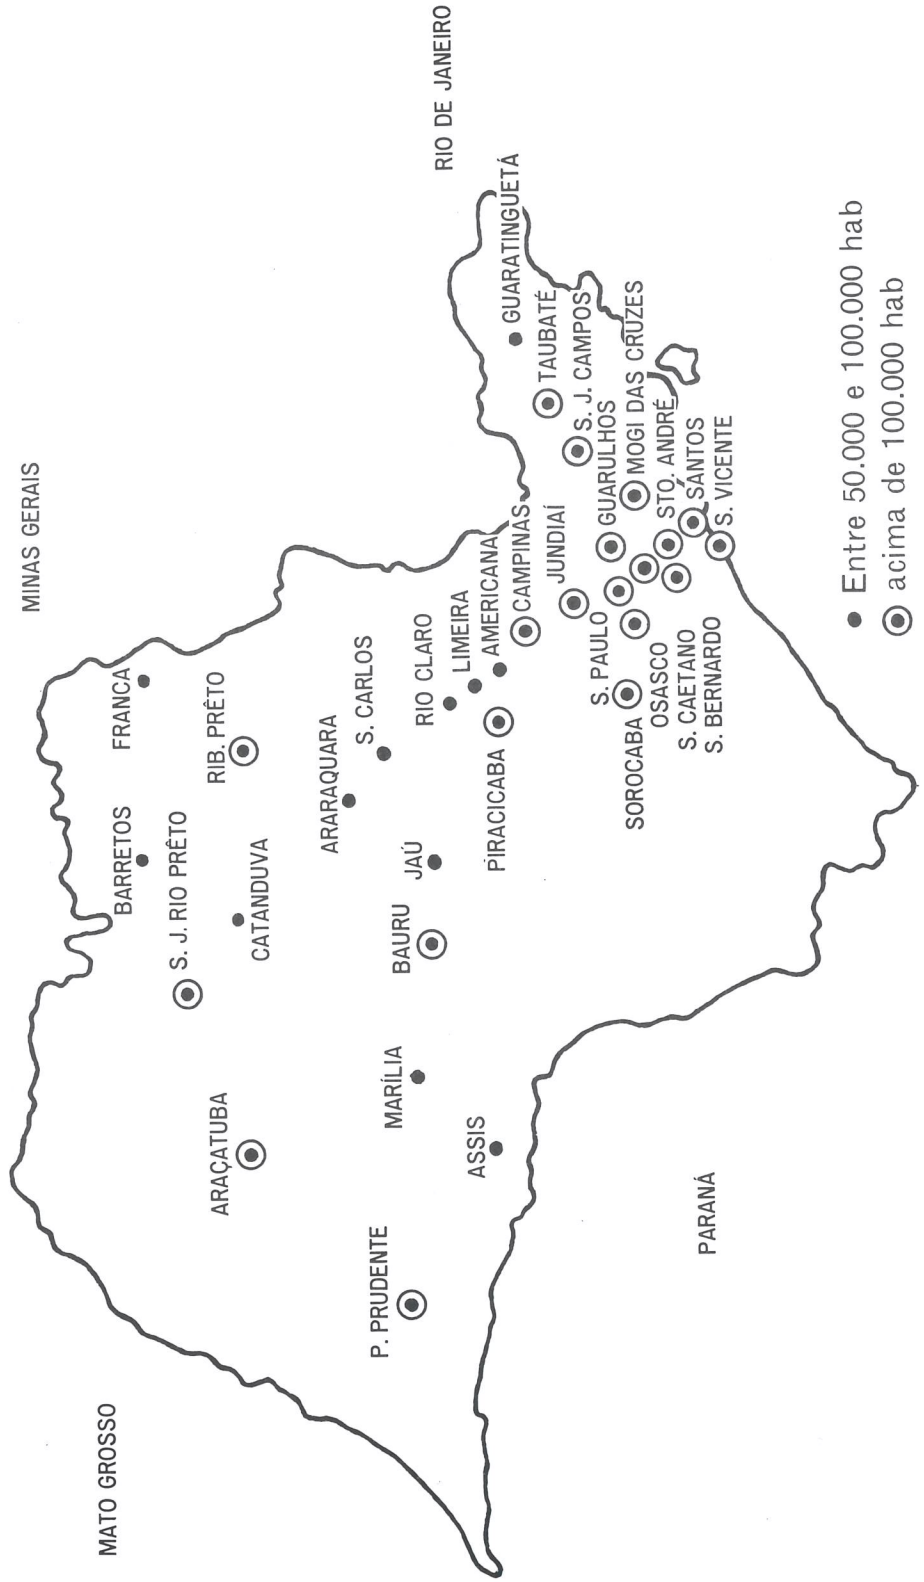 MINAS GERAIS
MATO GROSSO
RIO DE JANEIRO
PARANÁ
BARRETOS
FRANCA
S. J. RIO PRÊTO
RIB. PRÊTO
CATANDUVA
ARAÇATUBA
ARARAQUARA
S. CARLOS
P. PRUDENTE
MARÍLIA
BAURU
JAÚ
RIO CLARO
LIMEIRA
AMERICANA
CAMPINAS
PIRACICABA
ASSIS
GUARATINGUETÁ
TAUBATÉ
S. J. CAMPOS
JUNDIAÍ
GUARULHOS
MOGI DAS CRUZES
S. PAULO
SOROCABA
OSASCO
S. CAETANO
S. BERNARDO
STO. ANDRÉ
SÁNTOS
S. VICENTE
Entre 50.000 e 100.000 hab
acima de 100.000 hab